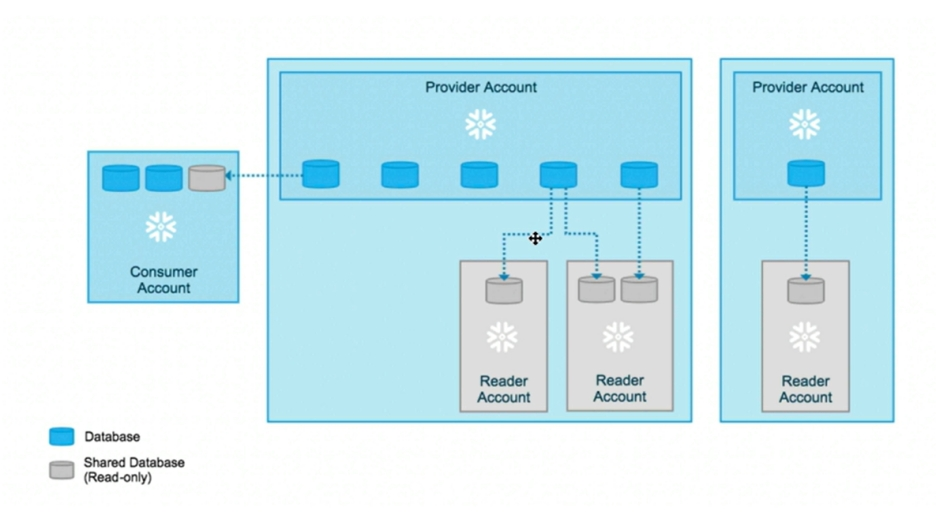 Provider Account
Provider Account
Consumer
Account
Reader
Account
Reader
Account
Reader
Account
Database
Shared Database
(Read-only)